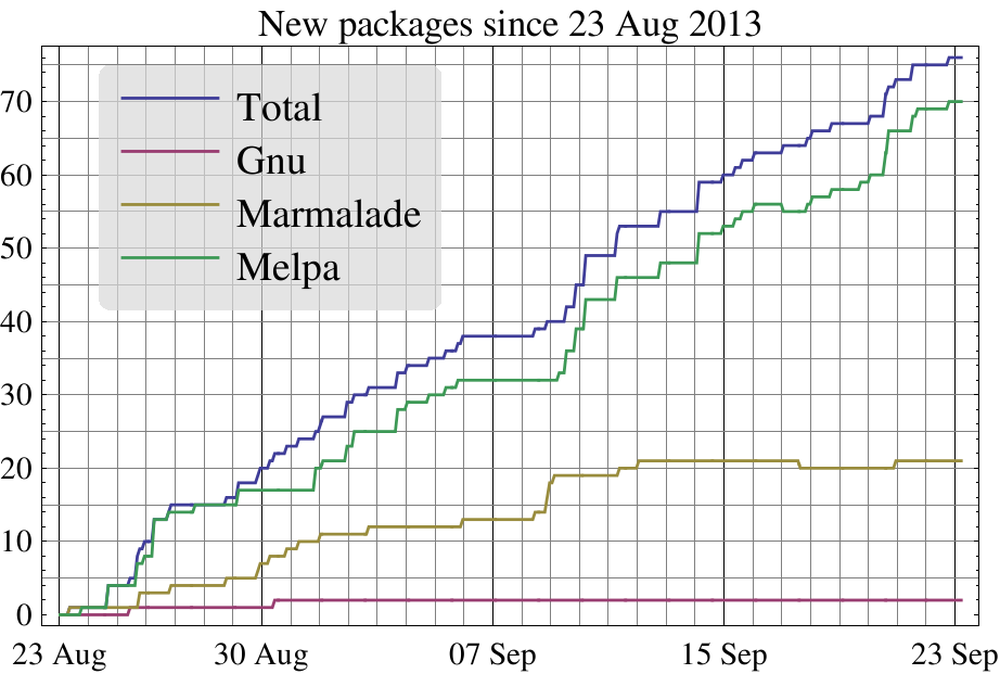 New packages since 23 Aug 2013
Total
Gnu
Marmalade
Melpa
70
60
50
40
30
20
10
0
23 Aug
30 Aug
07 Sep
15 Sep
23 Sep